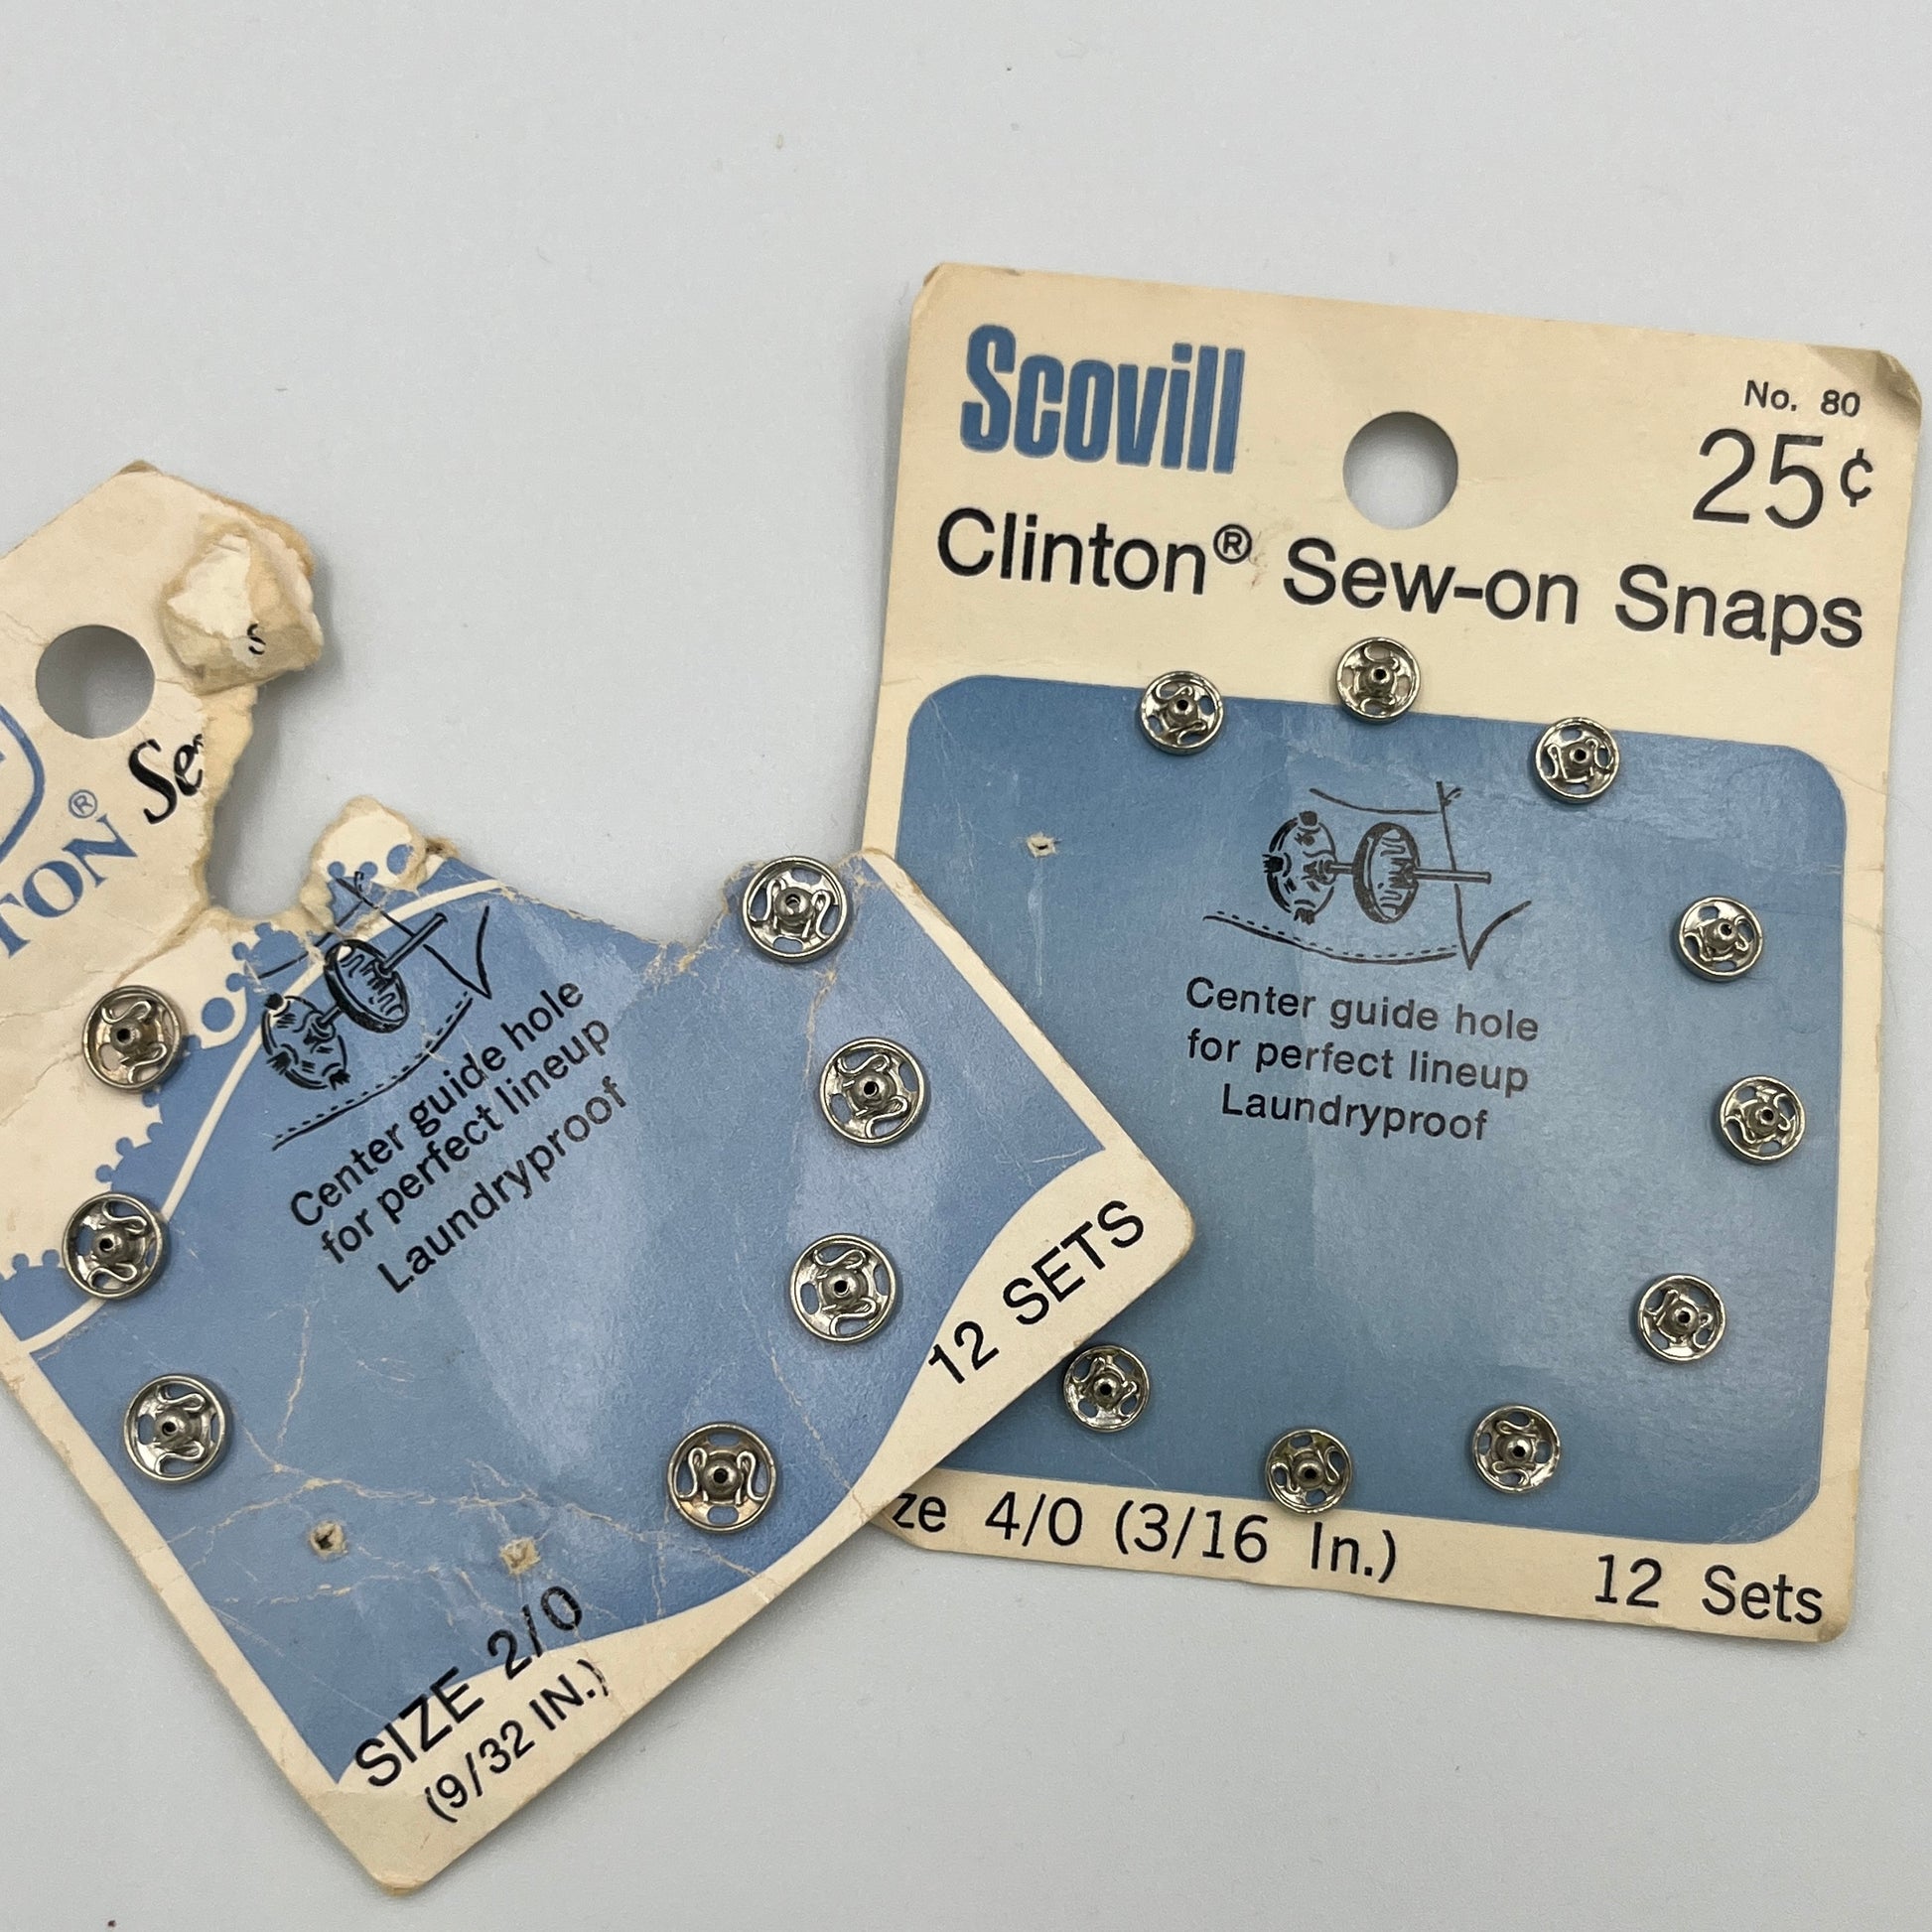 s
Se
TON®
Center guide hole
for perfect lineup
Laundryproof
12 SETS
SIZE 2/0
(9/32 IN.)
Scovill
No. 80
25¢
Clinton® Sew-on Snaps
Center guide hole
for perfect lineup
Laundryproof
ze 4/0 (3/16 In.)
12 Sets